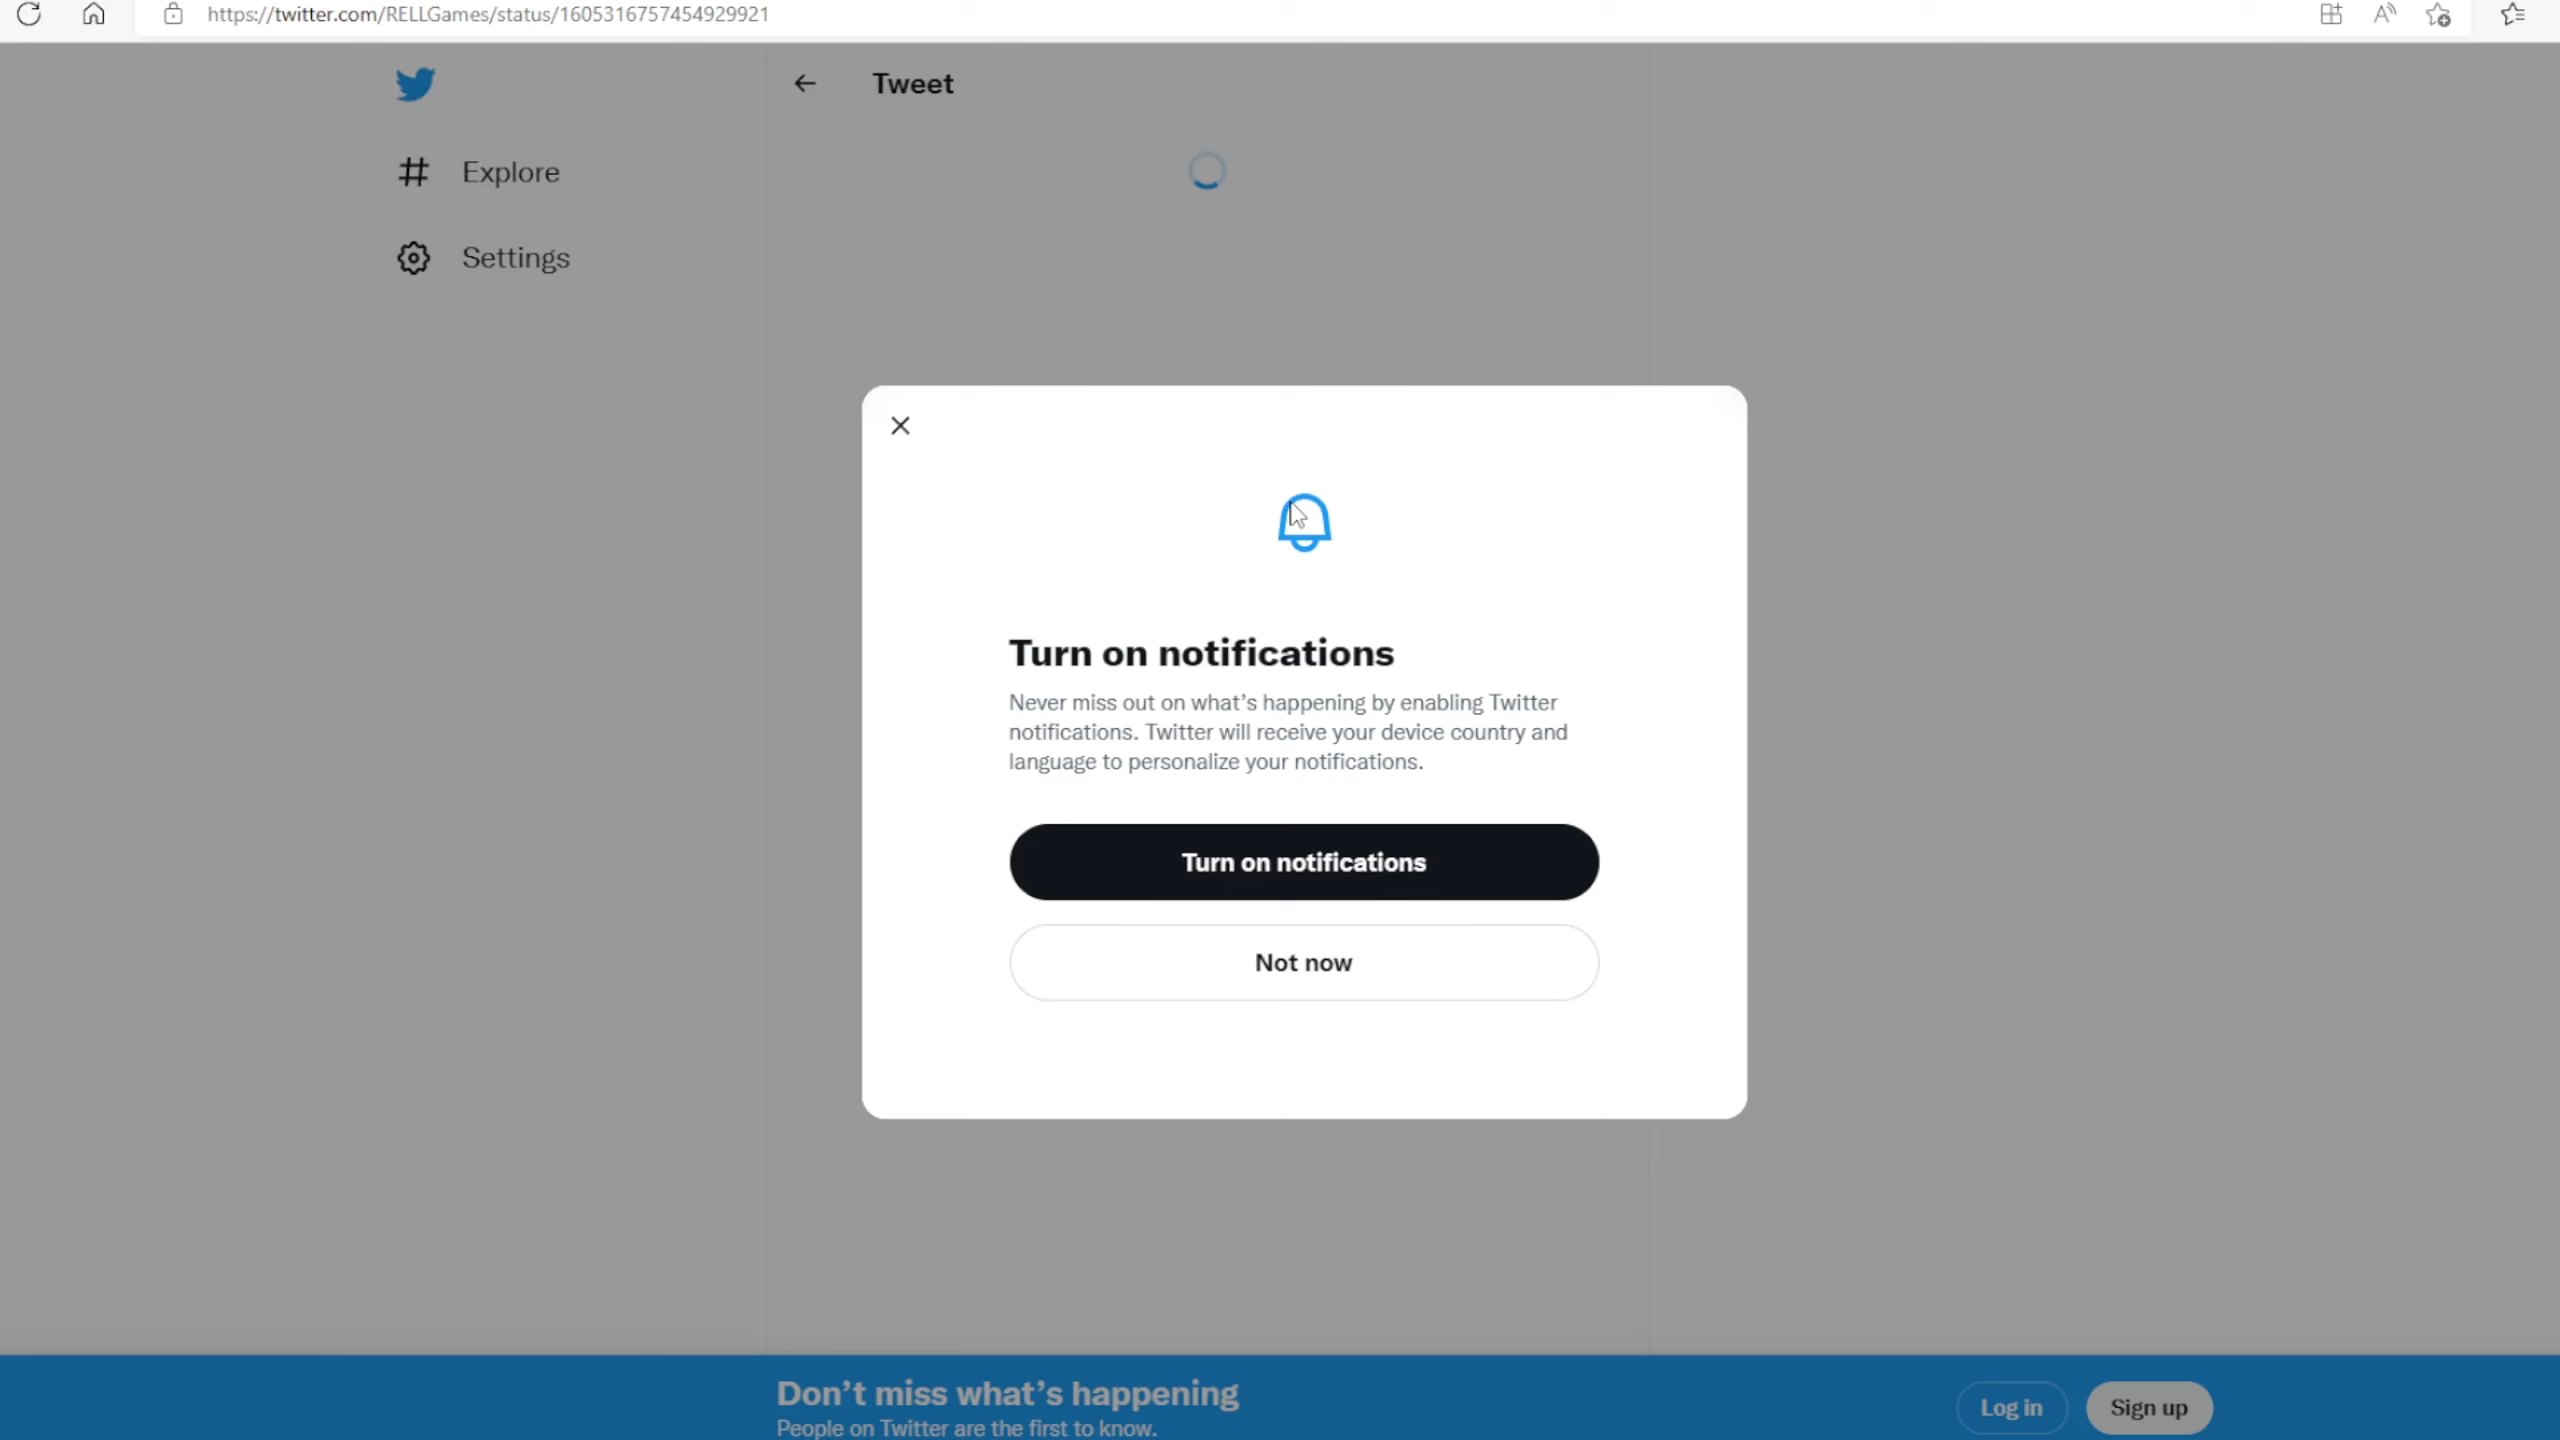 https://twitter.com/RELLGames/status/1605316757454929921
Tweet
Explore
Settings
Turn on notifications
Never miss out on what’s happening by enabling Twitter
notifications. Twitter will receive your device country and
language to personalize your notifications.
Turn on notifications
Not now
Don’t miss what’s happening
People on Twitter are the first to know.
Log in
Sign up